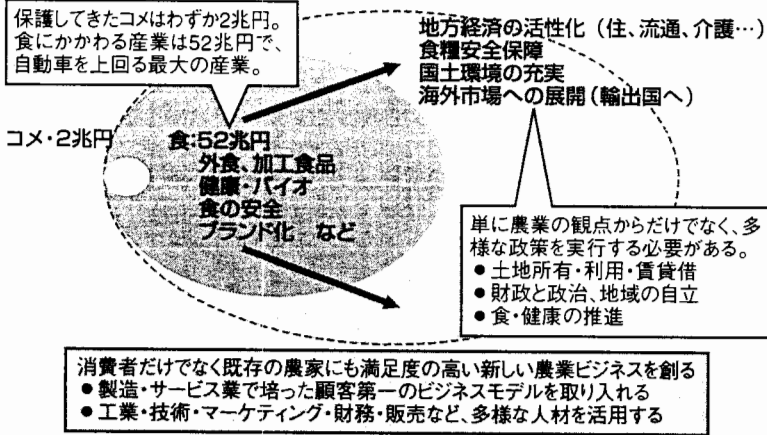 保護してきたコメはわずか2兆円。
食にかかわる産業は52兆円で、
自動車を上回る最大の産業。
地方経済の活性化（住、流通、介護…）
食糧安全保障
国土環境の充実
海外市場への展開（輸出国へ）
コメ・2兆円
食:52兆円
外食、加工食品
健康・バイオ
食の安全
ブランド化　など
単に農業の観点からだけでなく、多
様な政策を実行する必要がある。
● 土地所有・利用・賃貸借
● 財政と政治、地域の自立
● 食・健康の推進
消費者だけでなく既存の農家にも満足度の高い新しい農業ビジネスを創る
● 製造・サービス業で培った顧客第一のビジネスモデルを取り入れる
● 工業・技術・マーケティング・財務・販売など、多様な人材を活用する